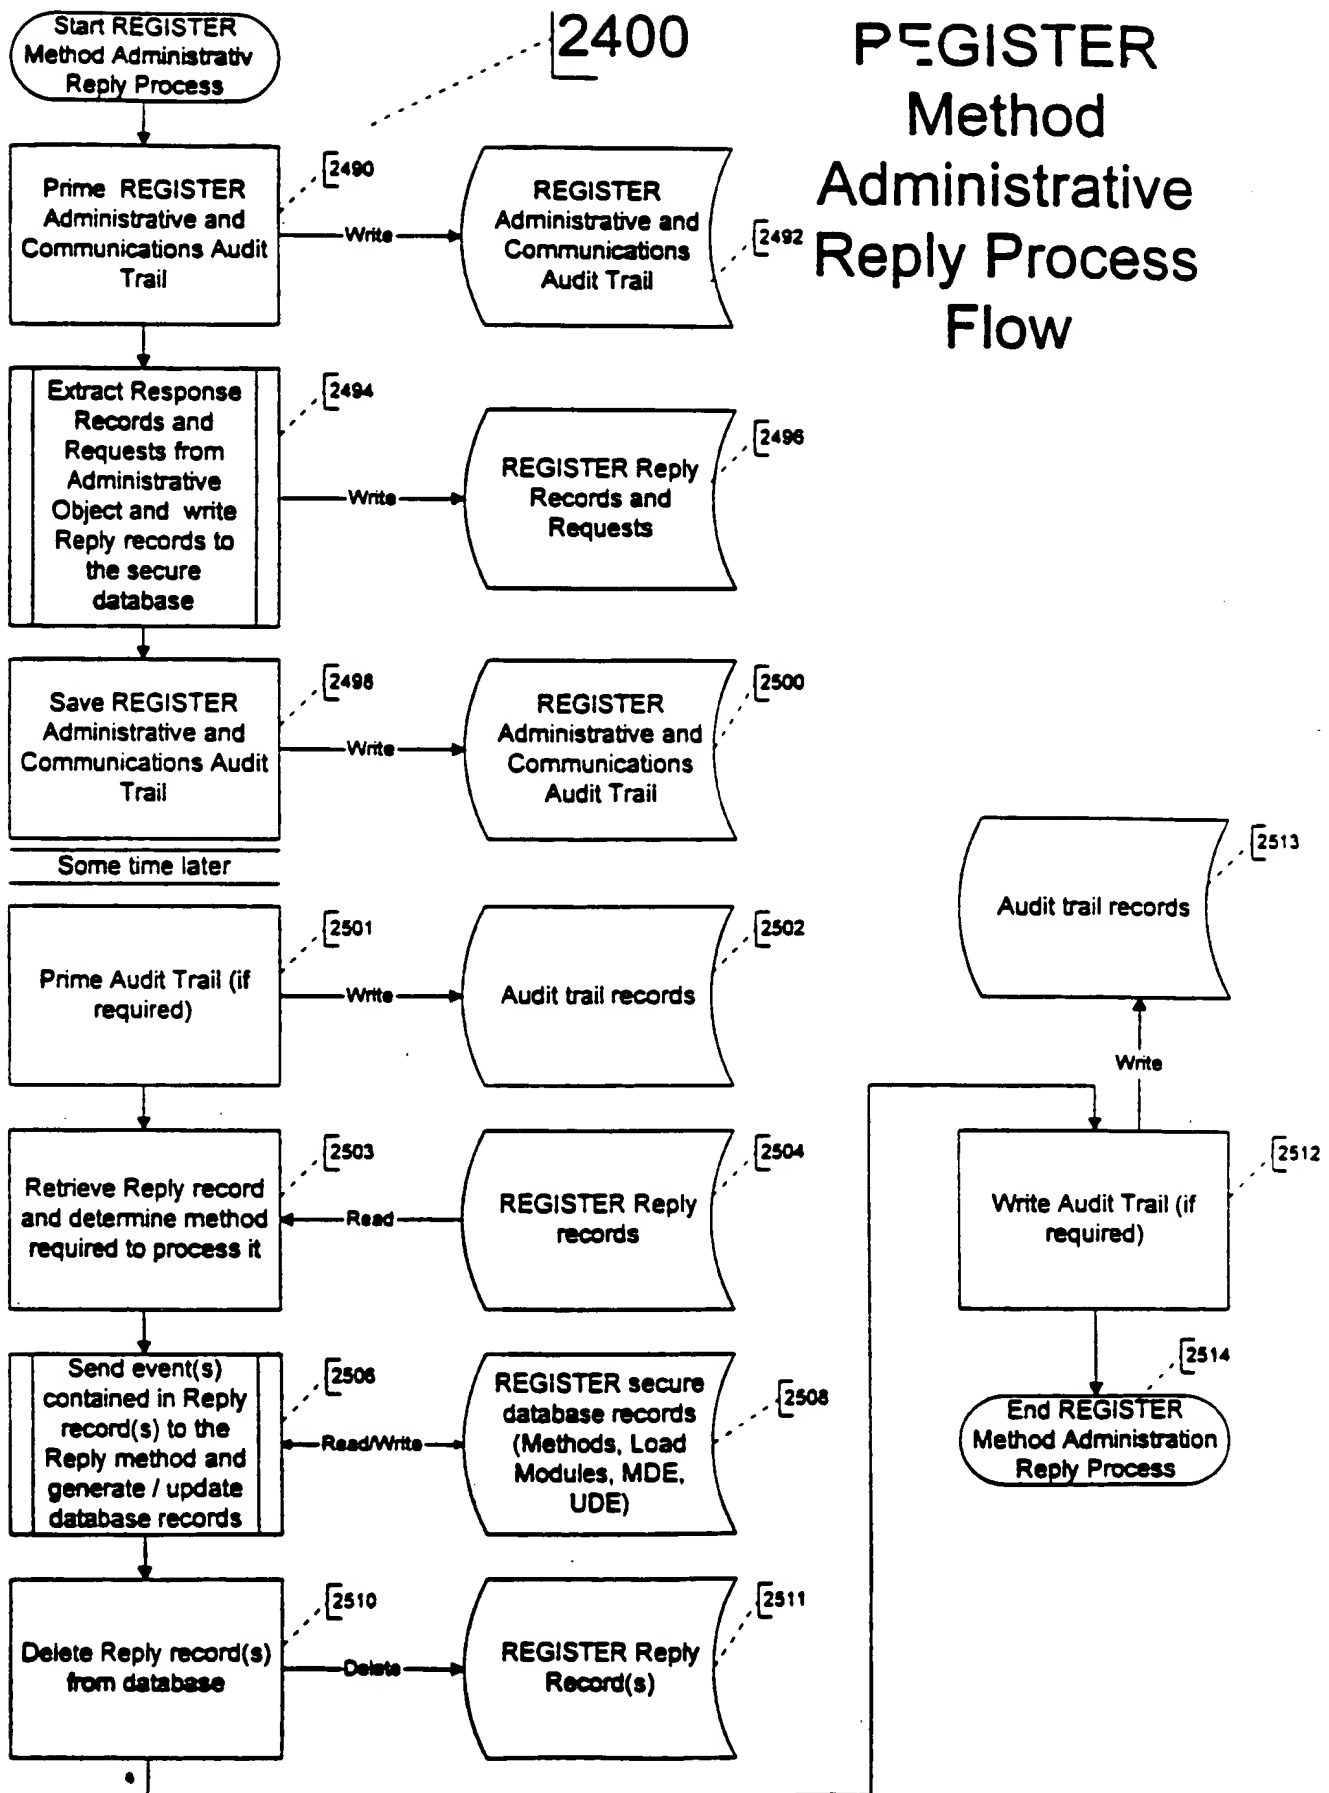 Start REGISTER
Method Administrativ
Reply Process
2400
REGISTER
Method
Administrative
Reply Process
Flow
Prime REGISTER
Administrative and
Communications Audit
Trail
2490
Write
REGISTER
Administrative and
Communications
Audit Trail
2492
Extract Response
Records and
Requests from
Administrative
Object and write
Reply records to
the secure
database
2494
Write
REGISTER Reply
Records and
Requests
2496
Save REGISTER
Administrative and
Communications Audit
Trail
2498
Write
REGISTER
Administrative and
Communications
Audit Trail
2500
Some time later
Prime Audit Trail (if
required)
2501
Write
Audit trail records
2502
Retrieve Reply record
and determine method
required to process it
2503
Read
REGISTER Reply
records
2504
Send event(s)
contained in Reply
record(s) to the
Reply method and
generate / update
database records
2506
Read/Write
REGISTER secure
database records
(Methods, Load
Modules, MDE,
UDE)
2508
Delete Reply record(s)
from database
2510
Delete
REGISTER Reply
Record(s)
2511
Audit trail records
2513
Write
Write Audit Trail (if
required)
2512
End REGISTER
Method Administration
Reply Process
2514